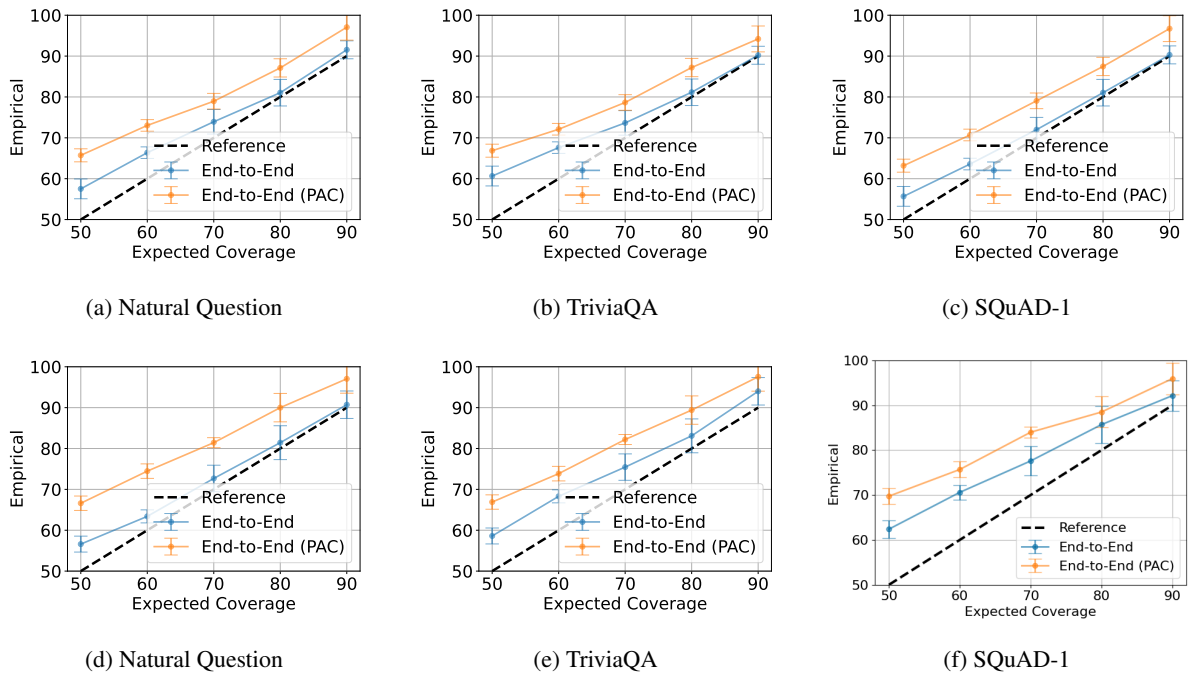 100
90
80
70
60
50
Empirical
Reference
End-to-End
End-to-End (PAC)
50 60 70 80 90
Expected Coverage
(a) Natural Question
100
90
80
70
60
50
Empirical
Reference
End-to-End
End-to-End (PAC)
50 60 70 80 90
Expected Coverage
(b) TriviaQA
100
90
80
70
60
50
Empirical
Reference
End-to-End
End-to-End (PAC)
50 60 70 80 90
Expected Coverage
(c) SQuAD-1
100
90
80
70
60
50
Empirical
Reference
End-to-End
End-to-End (PAC)
50 60 70 80 90
Expected Coverage
(d) Natural Question
100
90
80
70
60
50
Empirical
Reference
End-to-End
End-to-End (PAC)
50 60 70 80 90
Expected Coverage
(e) TriviaQA
100
90
80
70
60
50
Empirical
Reference
End-to-End
End-to-End (PAC)
50 60 70 80 90
Expected Coverage
(f) SQuAD-1